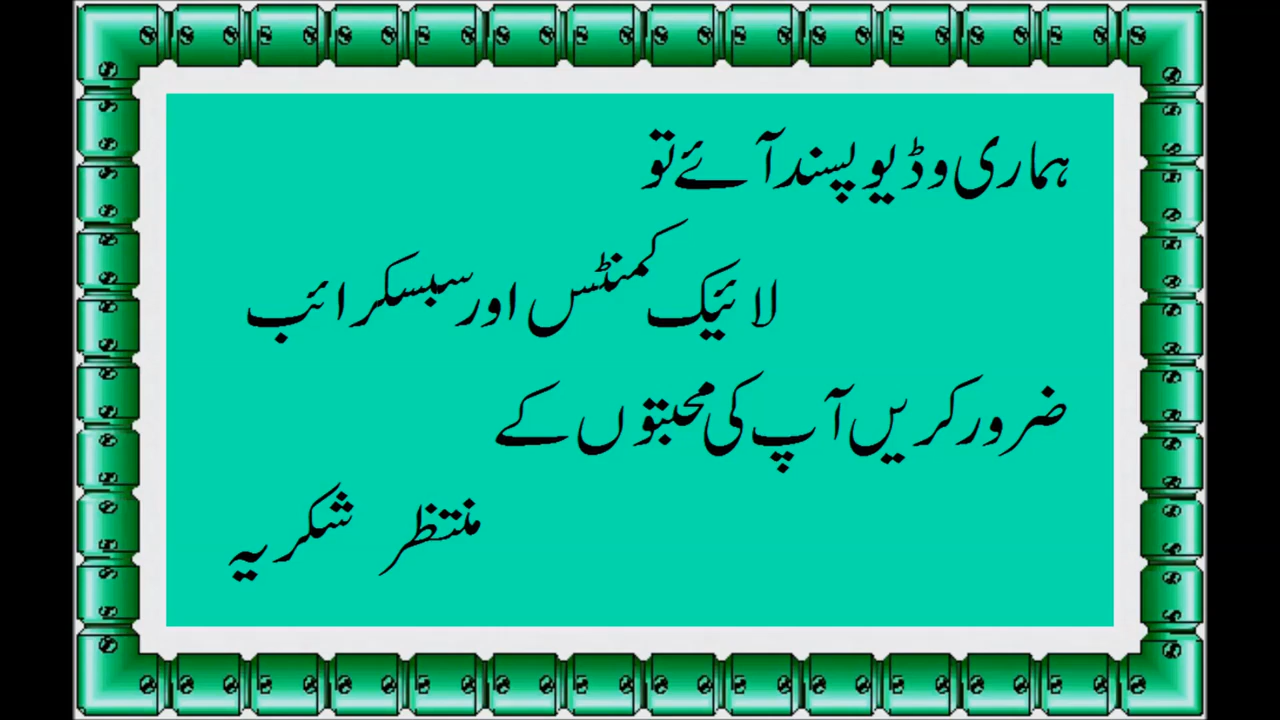 ہماری وڈیو پسند آئے تو
لائیک کمنٹس اور سبسکرائب
ضرور کریں آپ کی محبتوں کے
منتظر شکریہ